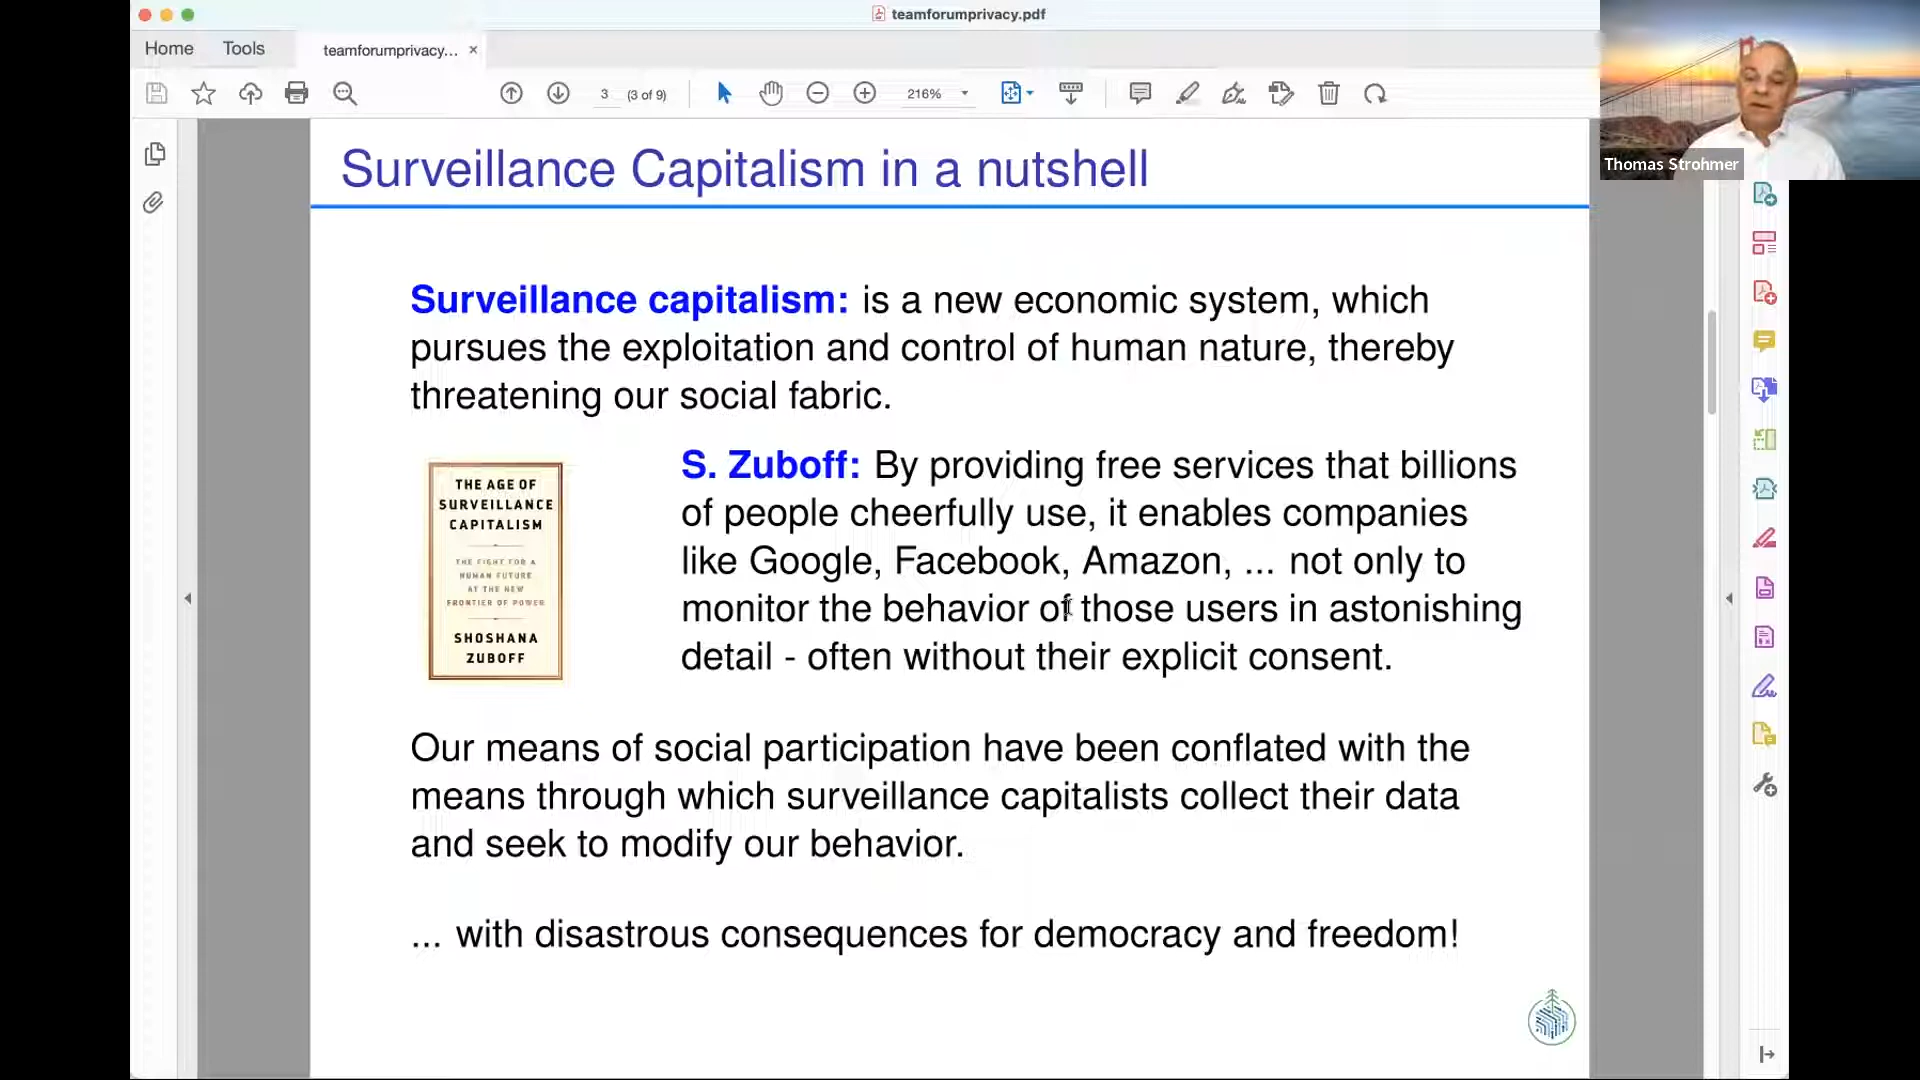 teamforumprivacy.pdf
Home
Tools
teamforumprivacy... ×
3 (3 of 9)
216%
Thomas Strohmer
Surveillance Capitalism in a nutshell
Surveillance capitalism: is a new economic system, which
pursues the exploitation and control of human nature, thereby
threatening our social fabric.
THE AGE OF
SURVEILLANCE
CAPITALISM
THE FIGHT FOR A
HUMAN FUTURE
AT THE NEW
FRONTIER OF POWER
SHOSHANA
ZUBOFF
S. Zuboff: By providing free services that billions
of people cheerfully use, it enables companies
like Google, Facebook, Amazon, ... not only to
monitor the behavior of those users in astonishing
detail - often without their explicit consent.
Our means of social participation have been conflated with the
means through which surveillance capitalists collect their data
and seek to modify our behavior.
... with disastrous consequences for democracy and freedom!